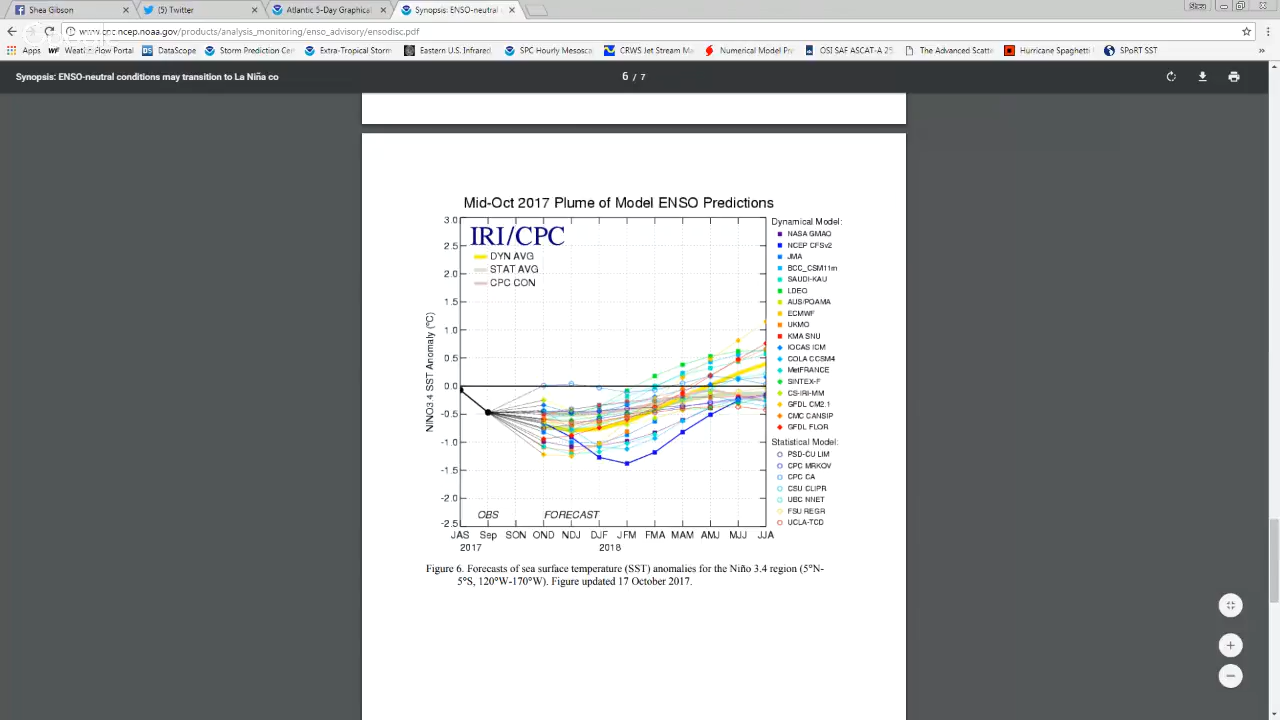 Shea Gibson
(5) Twitter
Atlantic 5-Day Graphical
Synopsis: ENSO-neutral
www.cpc.ncep.noaa.gov/products/analysis_monitoring/enso_advisory/ensodisc.pdf
Apps
DataScope
Storm Prediction Cen
Extra-Tropical Storm
Eastern U.S. Infrared,
SPC Hourly Mesosca
CRWS Jet Stream Ma
Numerical Model Pr
OSI SAF ASCAT-A 25
The Advanced Scatte
Hurricane Spaghetti
SPoRT SST
Synopsis: ENSO-neutral conditions may transition to La Niña co
6 / 7
Mid-Oct 2017 Plume of Model ENSO Predictions
IRI/CPC
DYN AVG
STAT AVG
CPC CON
NINO3.4 SST Anomaly (ºC)
3.0
2.5
2.0
1.5
1.0
0.5
0.0
-0.5
-1.0
-1.5
-2.0
-2.5
OBS
FORECAST
JAS Sep SON OND NDJ DJF JFM FMA MAM AMJ MJJ JJA
2017 2018
Dynamical Model:
NASA GMAO
NCEP CFSv2
JMA
BCC_CSM11m
SAUDI-KAU
LDEO
AUS/POAMA
ECMWF
UKMO
KMA SNU
IOCAS ICM
COLA CCSM4
MetFRANCE
SINTEX-F
CS-IRI-MM
GFDL CM2.1
CMC CANSIP
GFDL FLOR
Statistical Model:
PSD-CU LIM
CPC MRKOV
CPC CA
CSU CLIPR
UBC NNET
FSU REGR
UCLA-TCD
Figure 6. Forecasts of sea surface temperature (SST) anomalies for the Niño 3.4 region (5°N-
5°S, 120°W-170°W). Figure updated 17 October 2017.